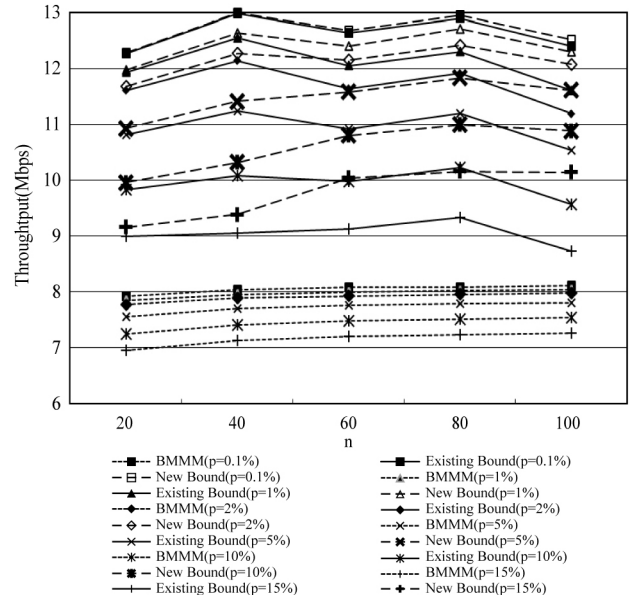 13
12
11
10
9
8
7
6
Throughtput(Mbps)
20 40 60 80 100
n
BMMM(p=0.1%) Existing Bound(p=0.1%)
New Bound(p=0.1%) BMMM(p=1%)
Existing Bound(p=1%) New Bound(p=1%)
BMMM(p=2%) Existing Bound(p=2%)
New Bound(p=2%) BMMM(p=5%)
Existing Bound(p=5%) New Bound(p=5%)
BMMM(p=10%) Existing Bound(p=10%)
New Bound(p=10%) BMMM(p=15%)
Existing Bound(p=15%) New Bound(p=15%)